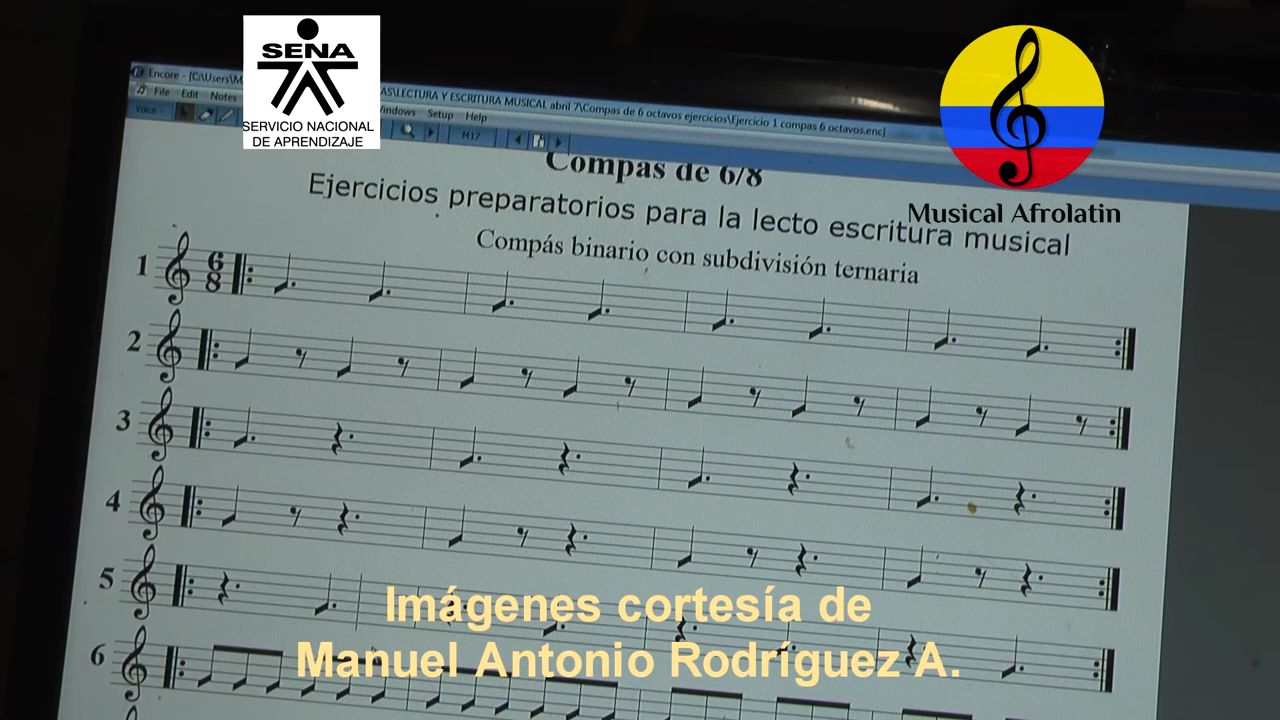 SENA
SERVICIO NACIONAL
DE APRENDIZAJE
Encore - [C:\Users\M
AS\LECTURA Y ESCRITURA MUSICAL abril 7\Compas de 6 octavos ejercicios\Ejercicio 1 compas 6 octavos.enc]
File Edit Notes
Windows Setup Help
Voice
M17
Compas de 6/8
Ejercicios preparatorios para la lecto escritura musical
Musical Afrolatin
Compás binario con subdivisión ternaria
1
6
8
2
3
4
5
6
Imágenes cortesía de
Manuel Antonio Rodríguez A.